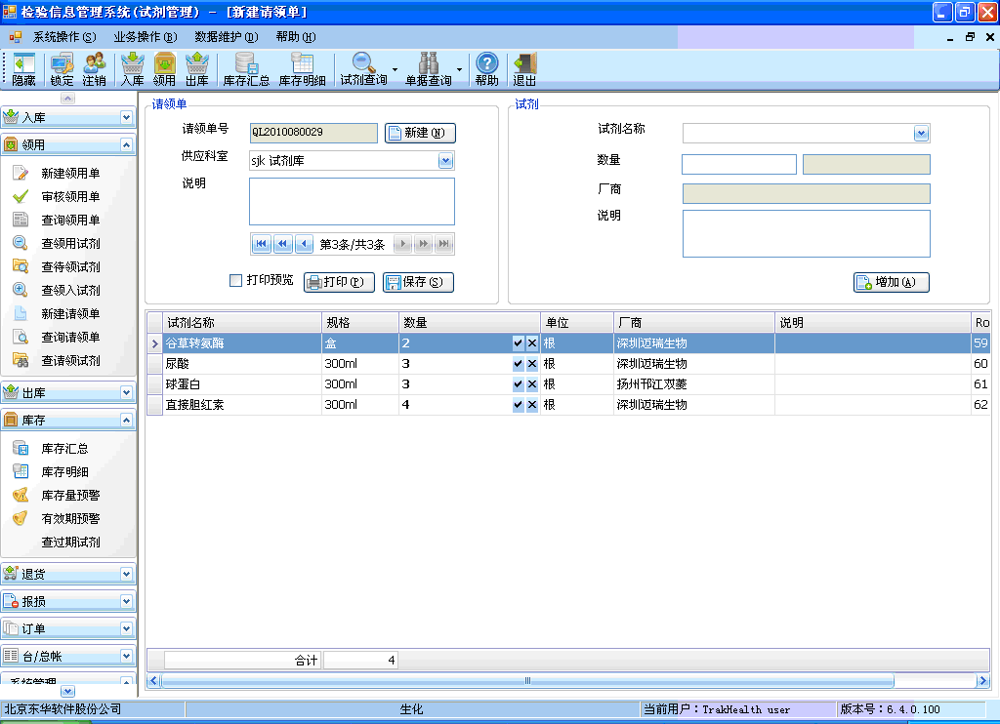 检验信息管理系统(试剂管理) - [新建请领单]
系统操作(S) 业务操作(B) 数据维护(D) 帮助(H)
隐藏 锁定 注销 入库 领用 出库 库存汇总 库存明细 试剂查询 单据查询 帮助 退出
入库
领用
新建领用单
审核领用单
查询领用单
查领用试剂
查待领试剂
查领入试剂
新建请领单
查询请领单
查请领试剂
出库
库存
库存汇总
库存明细
库存量预警
有效期预警
查过期试剂
退货
报损
订单
台/总帐
系统管理
请领单
请领单号 QL2010080029 新建(N)
供应科室 sjk 试剂库
说明
第3条/共3条
打印预览 打印(P) 保存(S)
试剂
试剂名称
数量
厂商
说明
增加(A)
试剂名称 规格 数量 单位 厂商 说明 Ro
谷草转氨酶 盒 2 根 深圳迈瑞生物 59
尿酸 300ml 3 根 深圳迈瑞生物 60
球蛋白 300ml 3 根 扬州邗江双菱 61
直接胆红素 300ml 4 根 深圳迈瑞生物 62
合计 4
北京东华软件股份公司 生化 当前用户：TrakHealth user 版本号：6.4.0.100